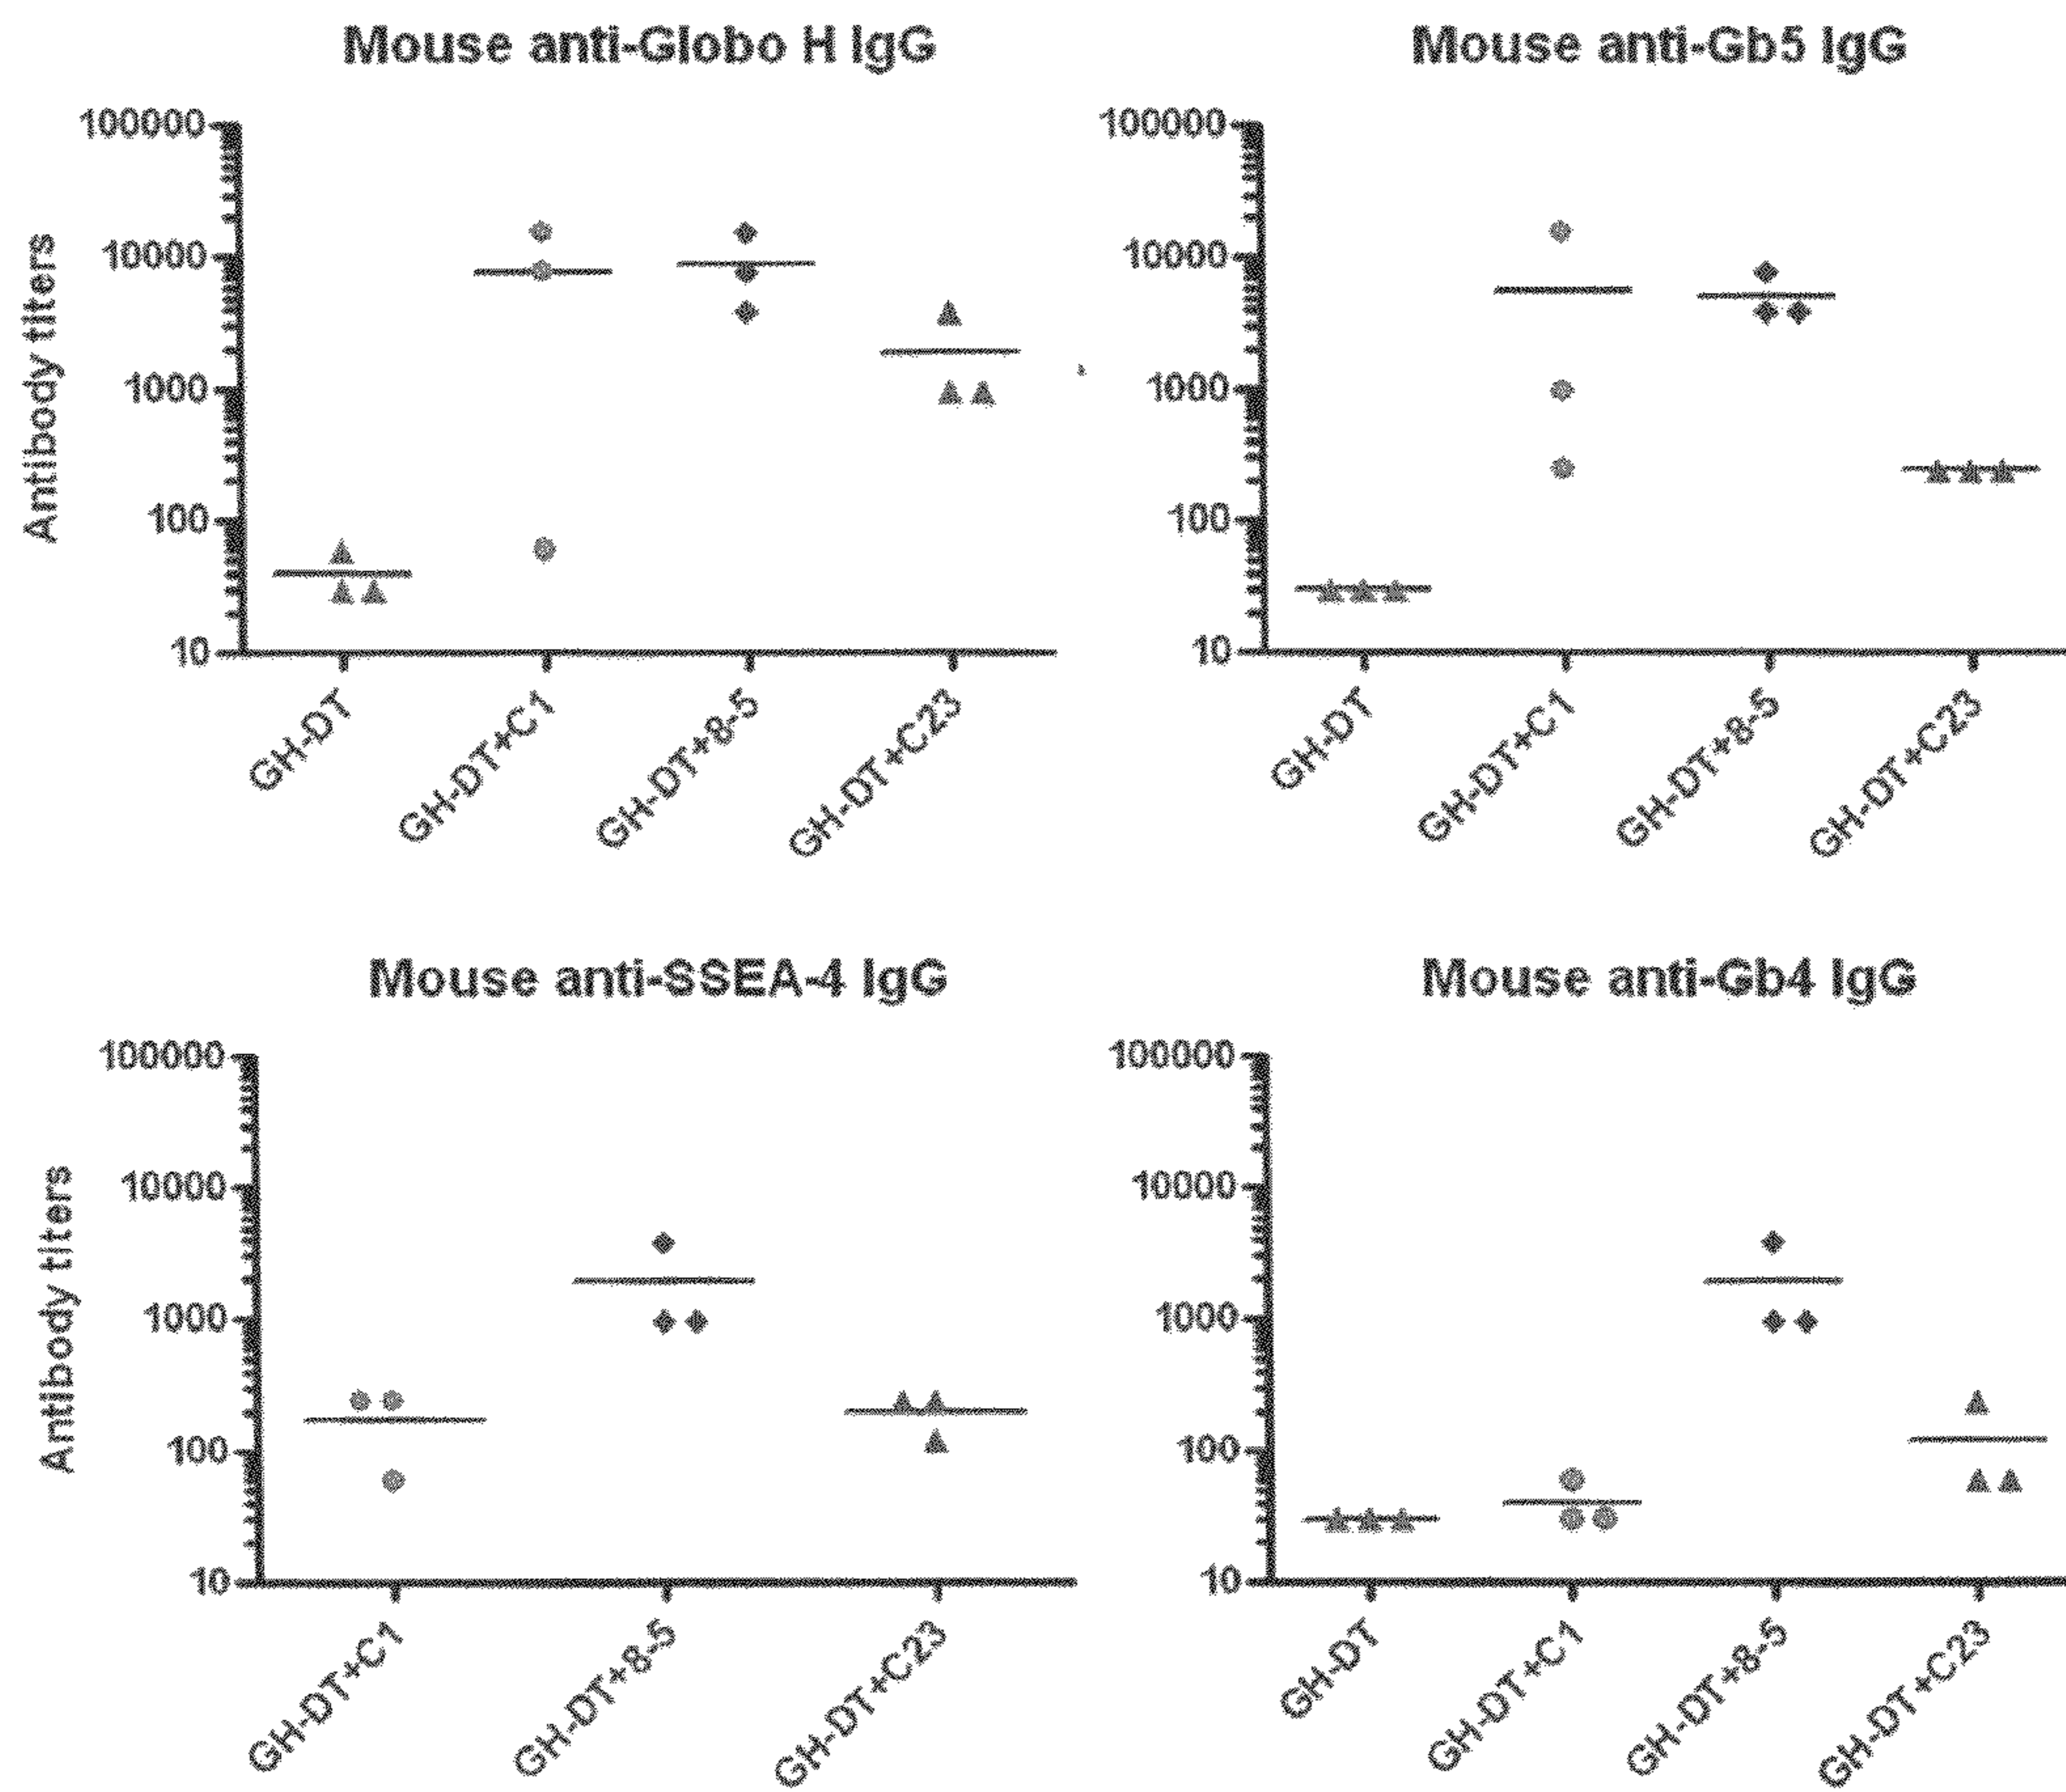 Mouse anti-Globo H IgG
Antibody titers
100000
10000
1000
100
10
GH-DT
GH-DT+C1
GH-DT+8-5
GH-DT+C23
Mouse anti-Gb5 IgG
100000
10000
1000
100
10
GH-DT
GH-DT+C1
GH-DT+8-5
GH-DT+C23
Mouse anti-SSEA-4 IgG
Antibody titers
100000
10000
1000
100
10
GH-DT+C1
GH-DT+8-5
GH-DT+C23
Mouse anti-Gb4 IgG
100000
10000
1000
100
10
GH-DT
GH-DT+C1
GH-DT+8-5
GH-DT+C23